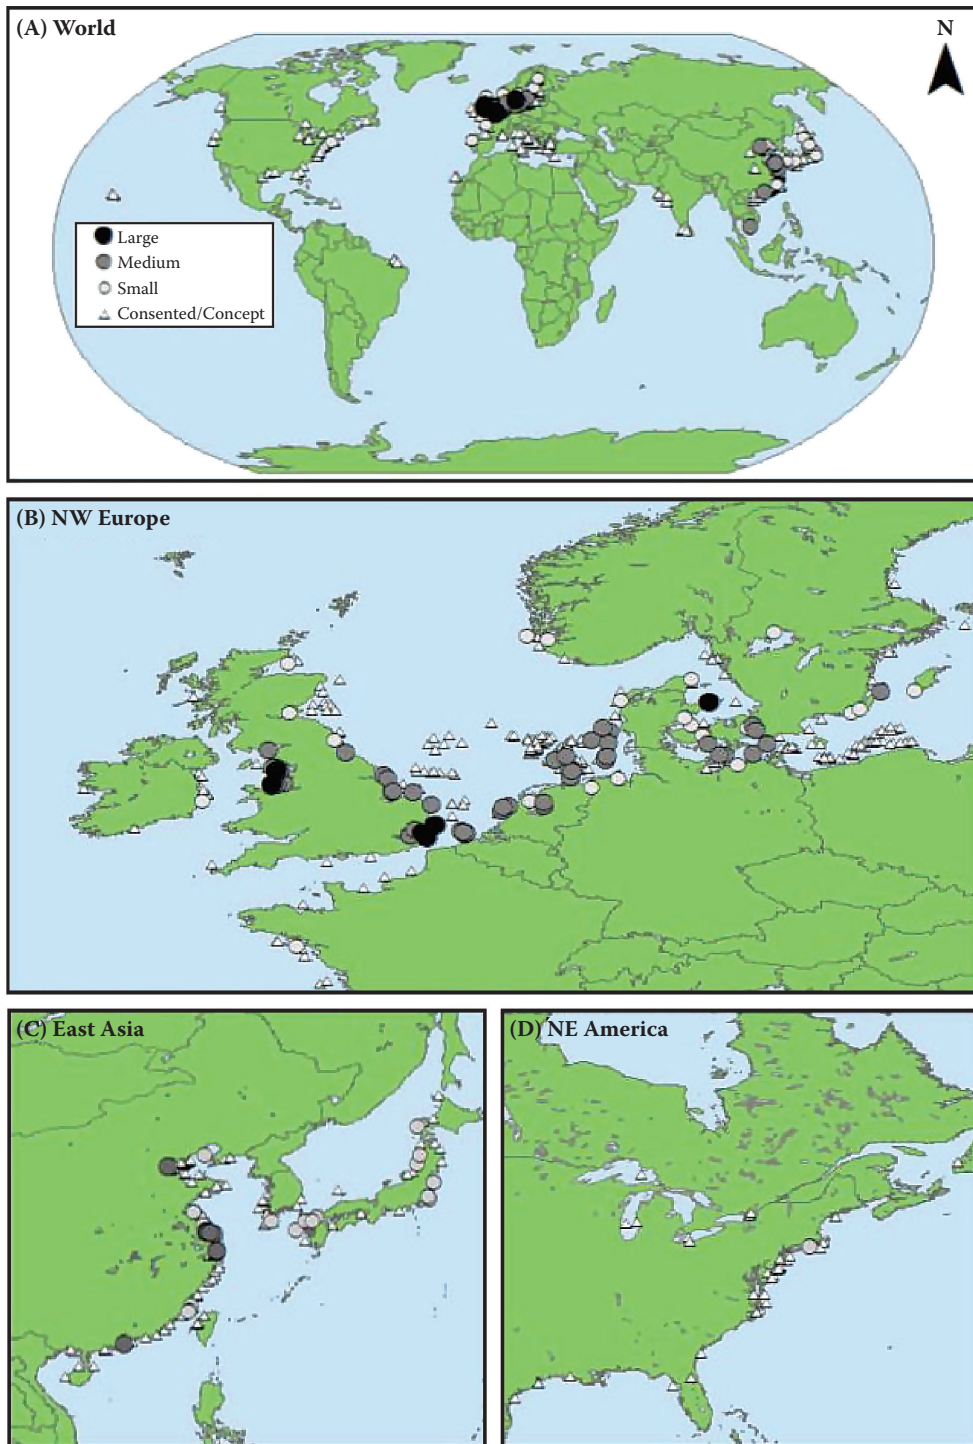 (A) World
N
Large
Medium
Small
Consented/Concept
(B) NW Europe
(C) East Asia
(D) NE America